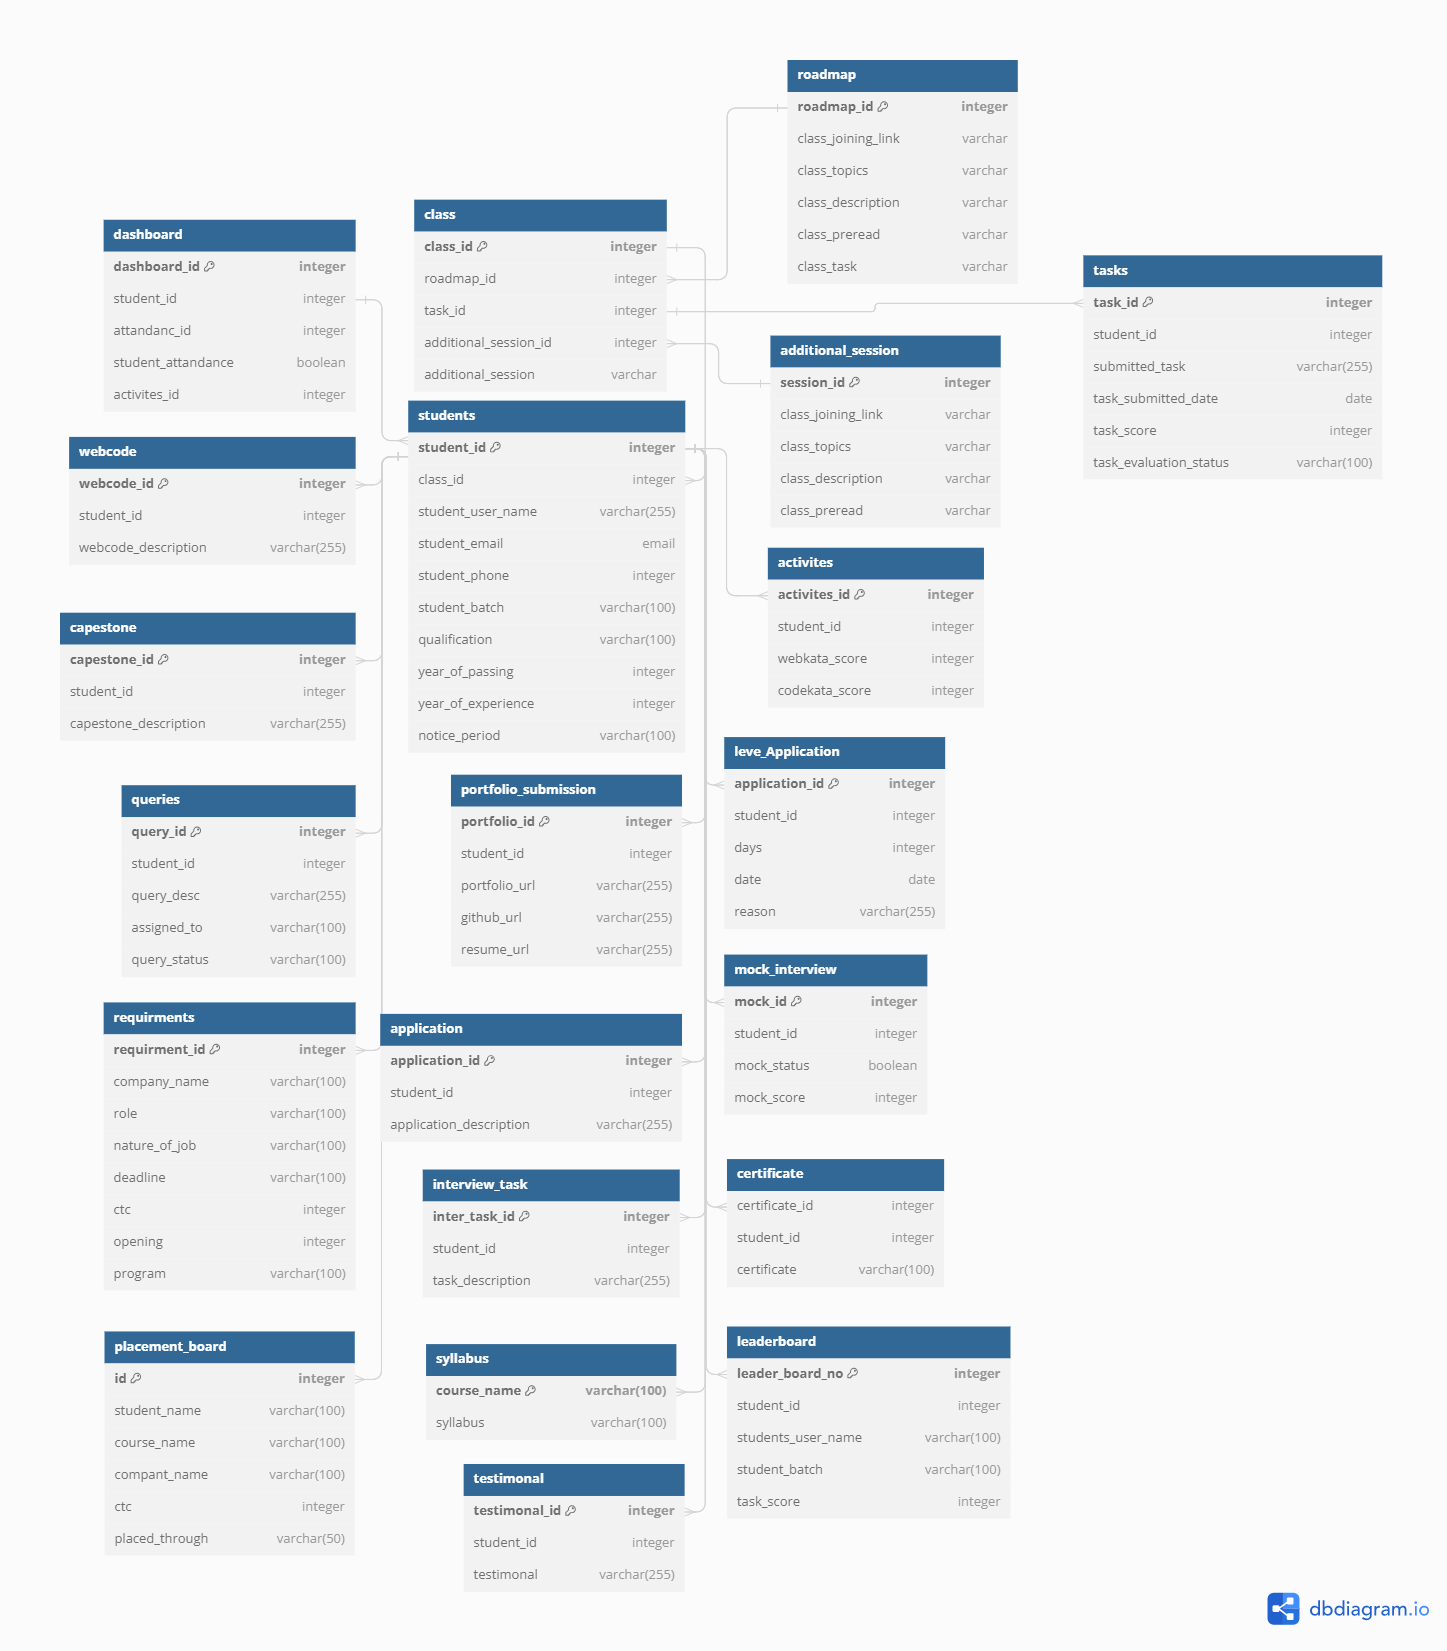 roadmap
roadmap_id integer
class_joining_link varchar
class_topics varchar
class_description varchar
class_preread varchar
class_task varchar
class
class_id integer
roadmap_id integer
task_id integer
additional_session_id integer
additional_session varchar
dashboard
dashboard_id integer
student_id integer
attandanc_id integer
student_attandance boolean
activites_id integer
tasks
task_id integer
student_id integer
submitted_task varchar(255)
task_submitted_date date
task_score integer
task_evaluation_status varchar(100)
additional_session
session_id integer
class_joining_link varchar
class_topics varchar
class_description varchar
class_preread varchar
students
student_id integer
class_id integer
student_user_name varchar(255)
student_email email
student_phone integer
student_batch varchar(100)
qualification varchar(100)
year_of_passing integer
year_of_experience integer
notice_period varchar(100)
webcode
webcode_id integer
student_id integer
webcode_description varchar(255)
activites
activites_id integer
student_id integer
webkata_score integer
codekata_score integer
capestone
capestone_id integer
student_id integer
capestone_description varchar(255)
leve_Application
application_id integer
student_id integer
days integer
date date
reason varchar(255)
portfolio_submission
portfolio_id integer
student_id integer
portfolio_url varchar(255)
github_url varchar(255)
resume_url varchar(255)
queries
query_id integer
student_id integer
query_desc varchar(255)
assigned_to varchar(100)
query_status varchar(100)
mock_interview
mock_id integer
student_id integer
mock_status boolean
mock_score integer
requirments
requirment_id integer
company_name varchar(100)
role varchar(100)
nature_of_job varchar(100)
deadline varchar(100)
ctc integer
opening integer
program varchar(100)
application
application_id integer
student_id integer
application_description varchar(255)
certificate
certificate_id integer
student_id integer
certificate varchar(100)
interview_task
inter_task_id integer
student_id integer
task_description varchar(255)
leaderboard
leader_board_no integer
student_id integer
students_user_name varchar(100)
student_batch varchar(100)
task_score integer
placement_board
id integer
student_name varchar(100)
course_name varchar(100)
compant_name varchar(100)
ctc integer
placed_through varchar(50)
syllabus
course_name varchar(100)
syllabus varchar(100)
testimonal
testimonal_id integer
student_id integer
testimonal varchar(255)
dbdiagram.io